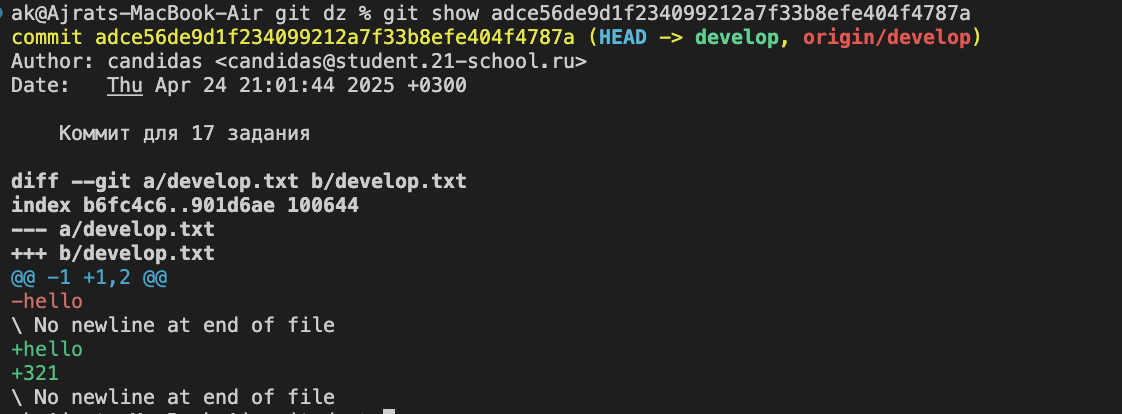 ak@Ajrats-MacBook-Air git dz % git show adce56de9d1f234099212a7f33b8efe404f4787a
commit adce56de9d1f234099212a7f33b8efe404f4787a (HEAD -> develop, origin/develop)
Author: candidas <candidas@student.21-school.ru>
Date:   Thu Apr 24 21:01:44 2025 +0300
Коммит для 17 задания
diff --git a/develop.txt b/develop.txt
index b6fc4c6..901d6ae 100644
--- a/develop.txt
+++ b/develop.txt
@@ -1 +1,2 @@
-hello
\ No newline at end of file
+hello
+321
\ No newline at end of file